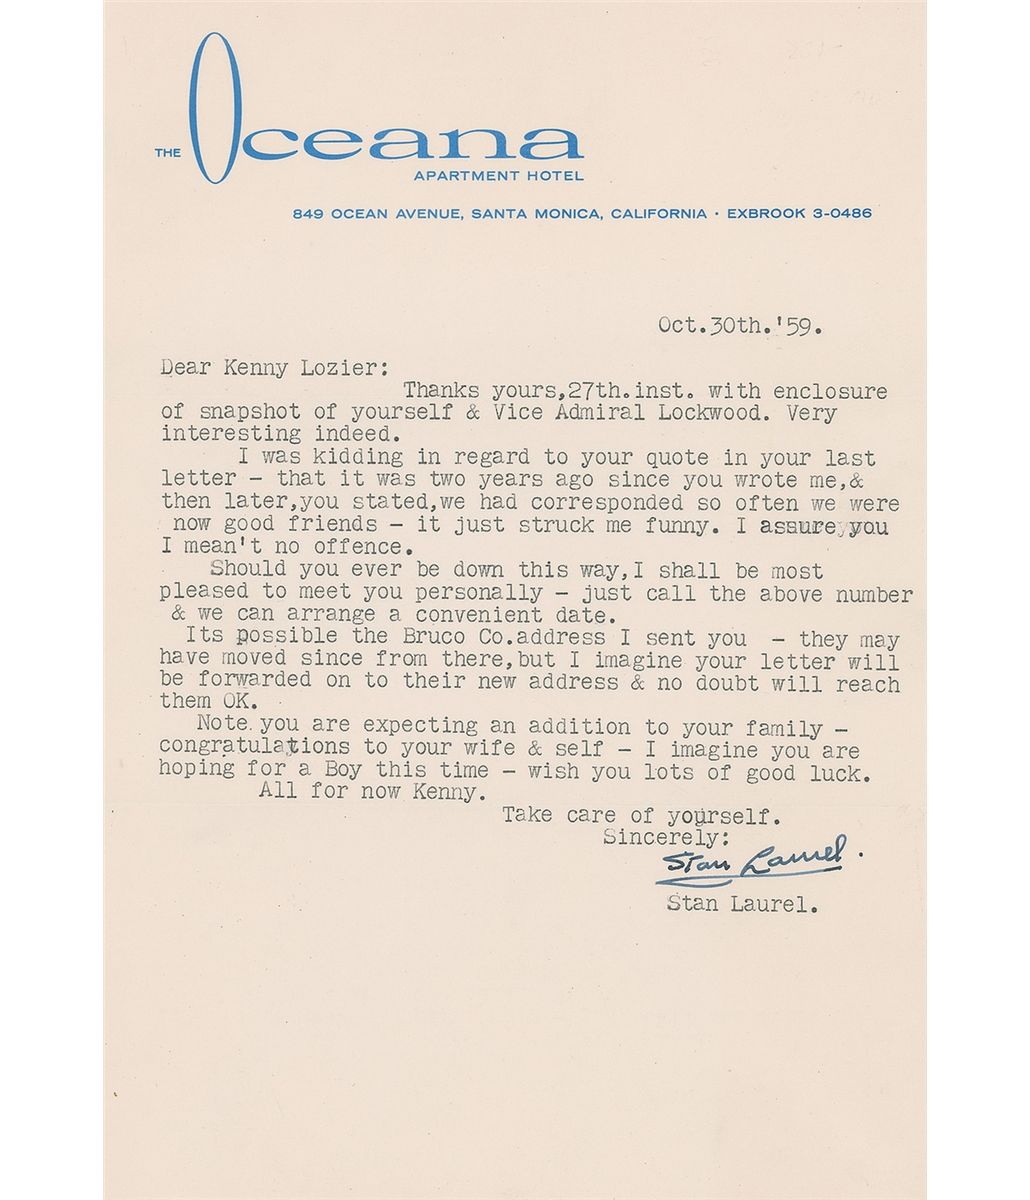 THE Oceana
APARTMENT HOTEL
849 OCEAN AVENUE, SANTA MONICA, CALIFORNIA · EXBROOK 3-0486
Oct.30th.'59.
Dear Kenny Lozier:
Thanks yours,27th.inst. with enclosure
of snapshot of yourself & Vice Admiral Lockwood. Very
interesting indeed.
I was kidding in regard to your quote in your last
letter - that it was two years ago since you wrote me,&
then later,you stated,we had corresponded so often we were
now good friends - it just struck me funny. I assure you
I mean't no offence.
Should you ever be down this way,I shall be most
pleased to meet you personally - just call the above number
& we can arrange a convenient date.
Its possible the Bruco Co.address I sent you - they may
have moved since from there,but I imagine your letter will
be forwarded on to their new address & no doubt will reach
them OK.
Note you are expecting an addition to your family -
congratulations to your wife & self - I imagine you are
hoping for a Boy this time - wish you lots of good luck.
All for now Kenny.
Take care of yourself.
Sincerely:
Stan Laurel.
Stan Laurel.